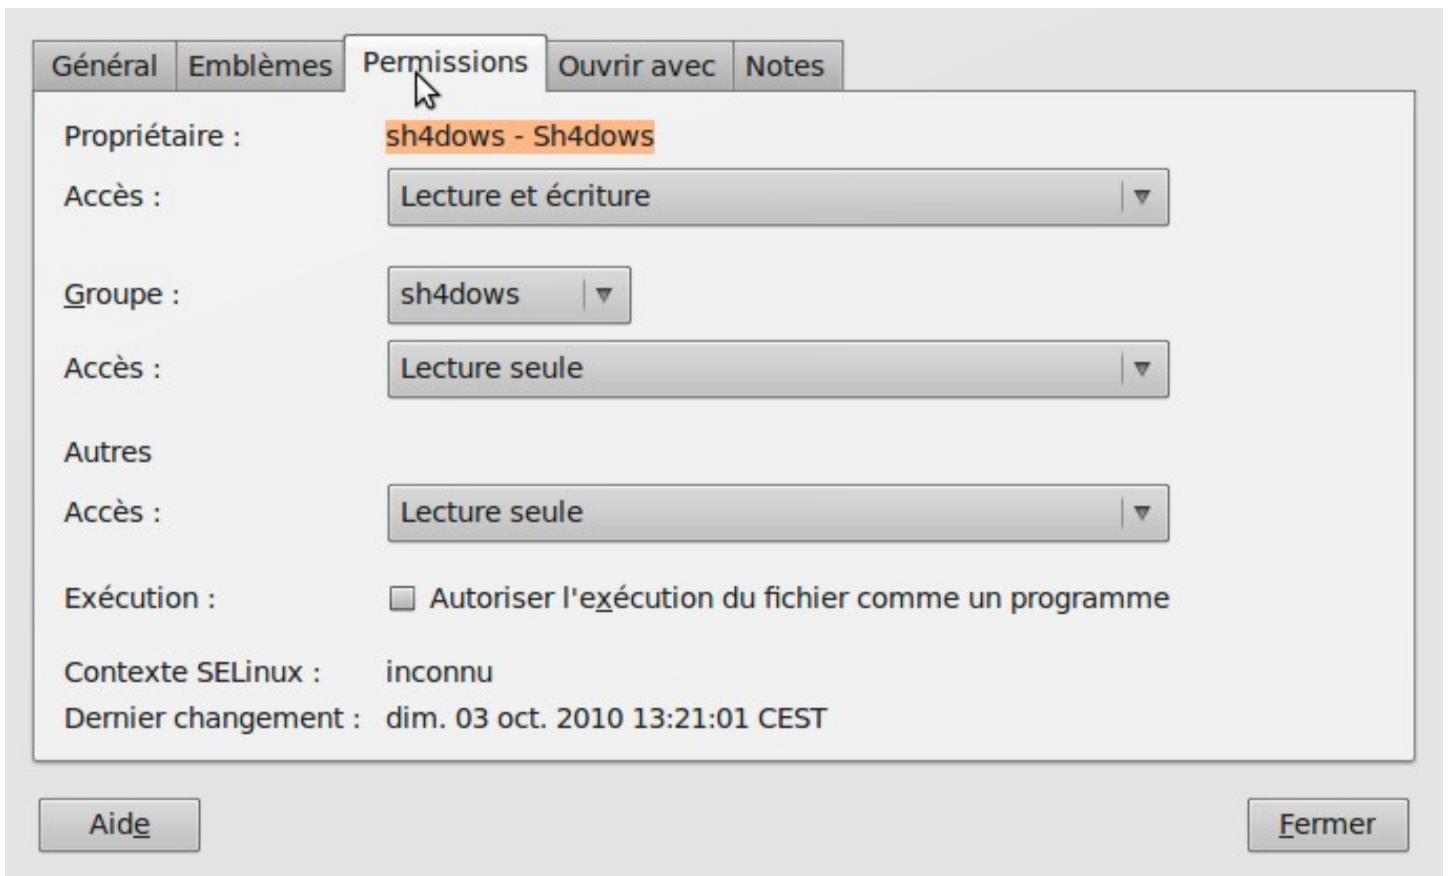 Général Emblèmes Permissions Ouvrir avec Notes
Propriétaire : sh4dows - Sh4dows
Accès : Lecture et écriture
Groupe : sh4dows
Accès : Lecture seule
Autres
Accès : Lecture seule
Exécution : Autoriser l'exécution du fichier comme un programme
Contexte SELinux : inconnu
Dernier changement : dim. 03 oct. 2010 13:21:01 CEST
Aide Fermer